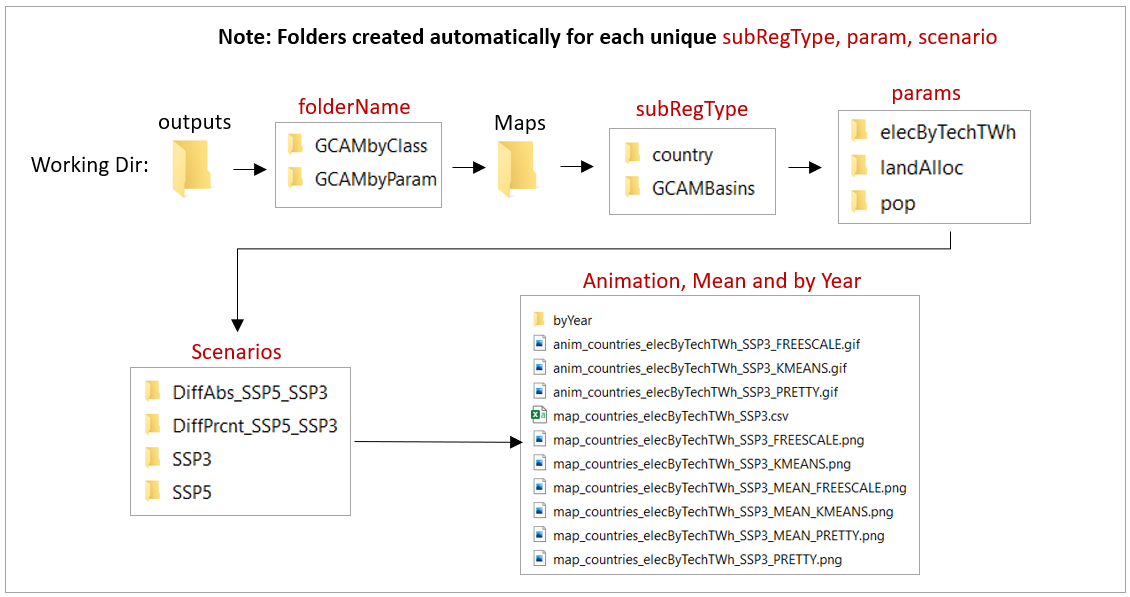 Note: Folders created automatically for each unique subRegType, param, scenario
Working Dir:
outputs
folderName
GCAMbyClass
GCAMbyParam
Maps
subRegType
country
GCAMBasins
params
elecByTechTWh
landAlloc
pop
Scenarios
DiffAbs_SSP5_SSP3
DiffPrcnt_SSP5_SSP3
SSP3
SSP5
Animation, Mean and by Year
byYear
anim_countries_elecByTechTWh_SSP3_FREESCALE.gif
anim_countries_elecByTechTWh_SSP3_KMEANS.gif
anim_countries_elecByTechTWh_SSP3_PRETTY.gif
map_countries_elecByTechTWh_SSP3.csv
map_countries_elecByTechTWh_SSP3_FREESCALE.png
map_countries_elecByTechTWh_SSP3_KMEANS.png
map_countries_elecByTechTWh_SSP3_MEAN_FREESCALE.png
map_countries_elecByTechTWh_SSP3_MEAN_KMEANS.png
map_countries_elecByTechTWh_SSP3_MEAN_PRETTY.png
map_countries_elecByTechTWh_SSP3_PRETTY.png